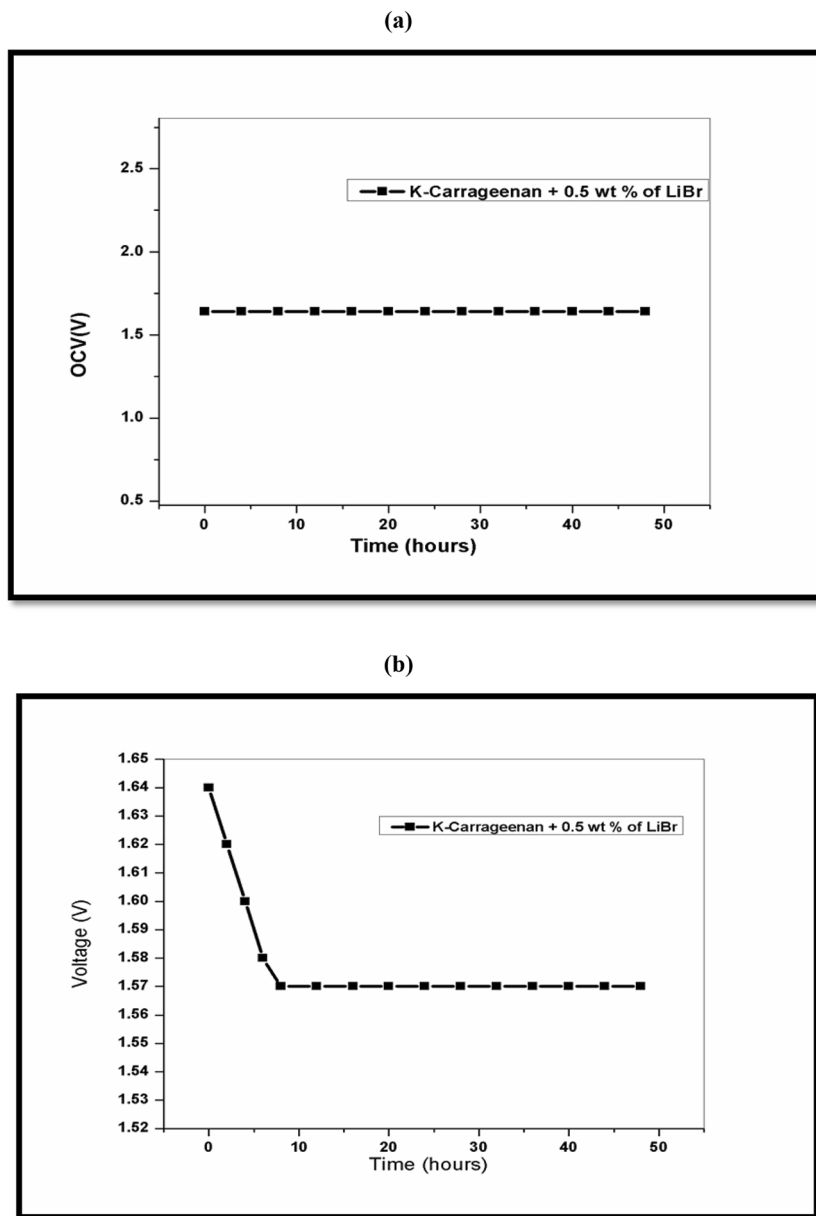 (a)
2.5
K-Carrageenan + 0.5 wt % of LiBr
2.0
OCV(V)
1.5
1.0
0.5
0 10 20 30 40 50
Time (hours)
(b)
1.65
1.64
1.63
K-Carrageenan + 0.5 wt % of LiBr
1.62
1.61
1.60
Voltage (V)
1.59
1.58
1.57
1.56
1.55
1.54
1.53
1.52
0 10 20 30 40 50
Time (hours)